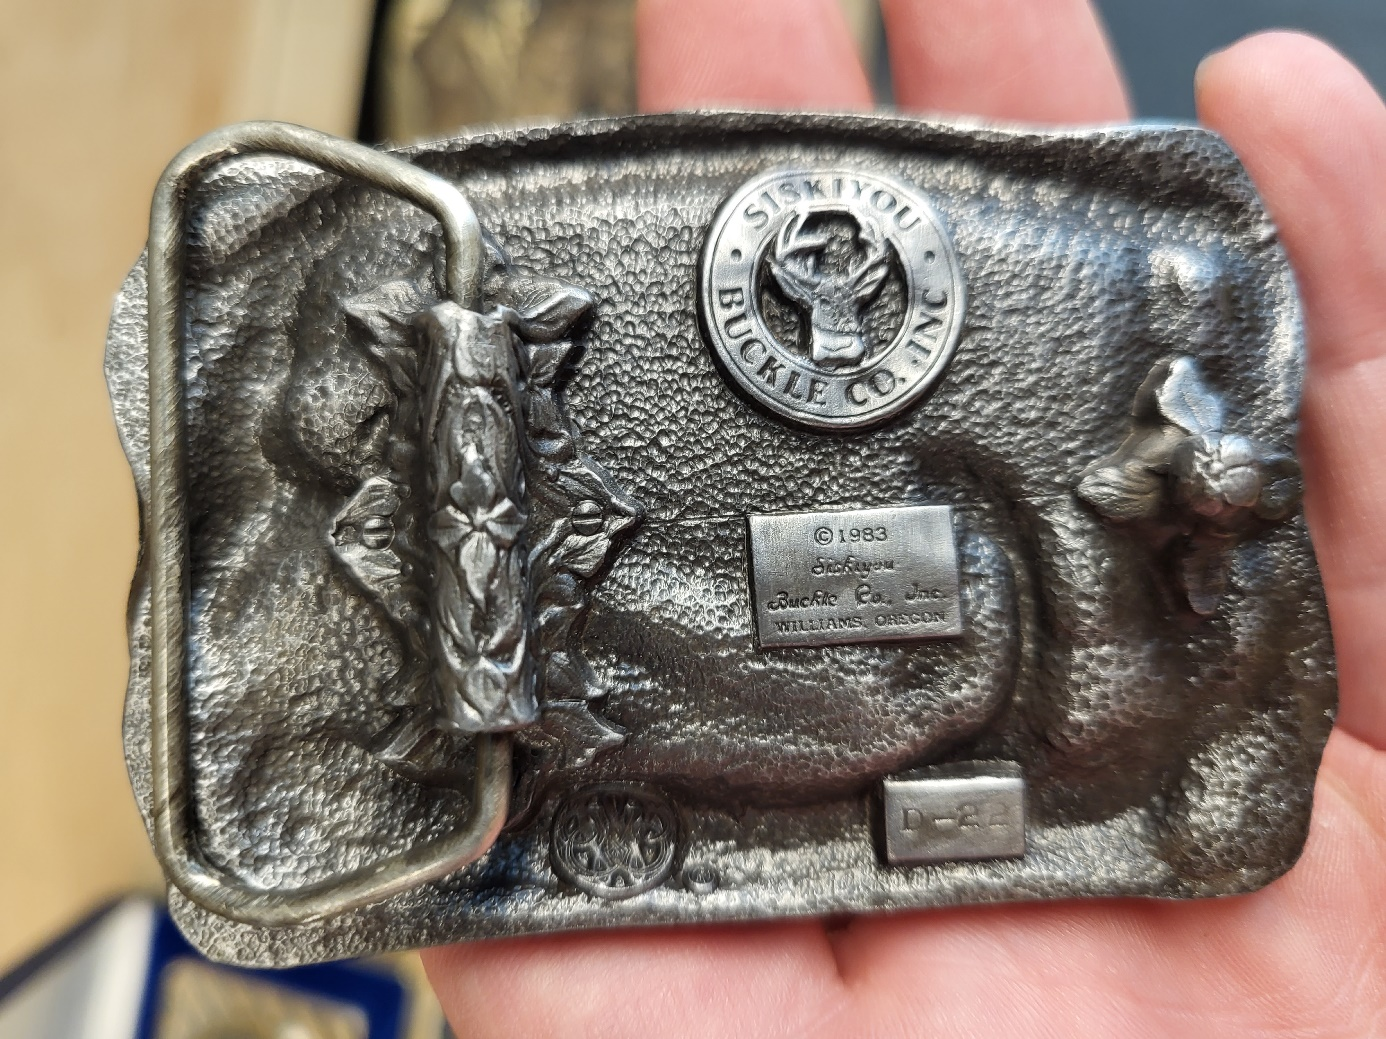 SISKIYOU
BUCKLE CO. INC
© 1983
Siskiyou
Buckle Co. Inc.
WILLIAMS, OREGON
D-22